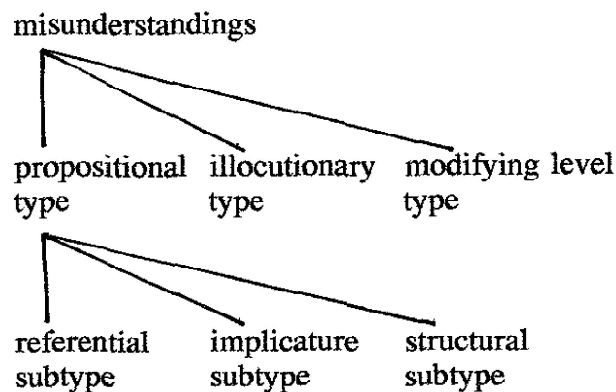 misunderstandings
propositional illocutionary modifying level
type type type
referential implicature structural
subtype subtype subtype